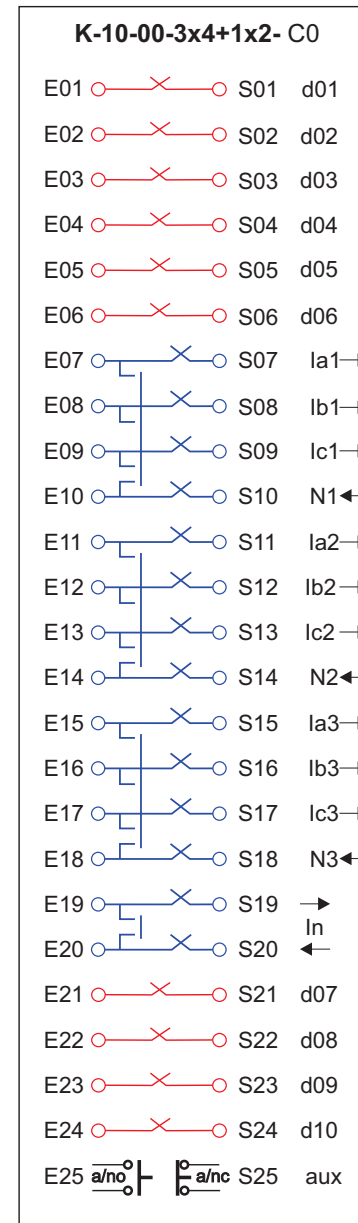 K-10-00-3x4+1x2- C0
E01 S01 d01
E02 S02 d02
E03 S03 d03
E04 S04 d04
E05 S05 d05
E06 S06 d06
E07 S07 Ia1
E08 S08 Ib1
E09 S09 Ic1
E10 S10 N1
E11 S11 Ia2
E12 S12 Ib2
E13 S13 Ic2
E14 S14 N2
E15 S15 Ia3
E16 S16 Ib3
E17 S17 Ic3
E18 S18 N3
E19 S19
In
E20 S20
E21 S21 d07
E22 S22 d08
E23 S23 d09
E24 S24 d10
E25 a/no a/nc S25 aux